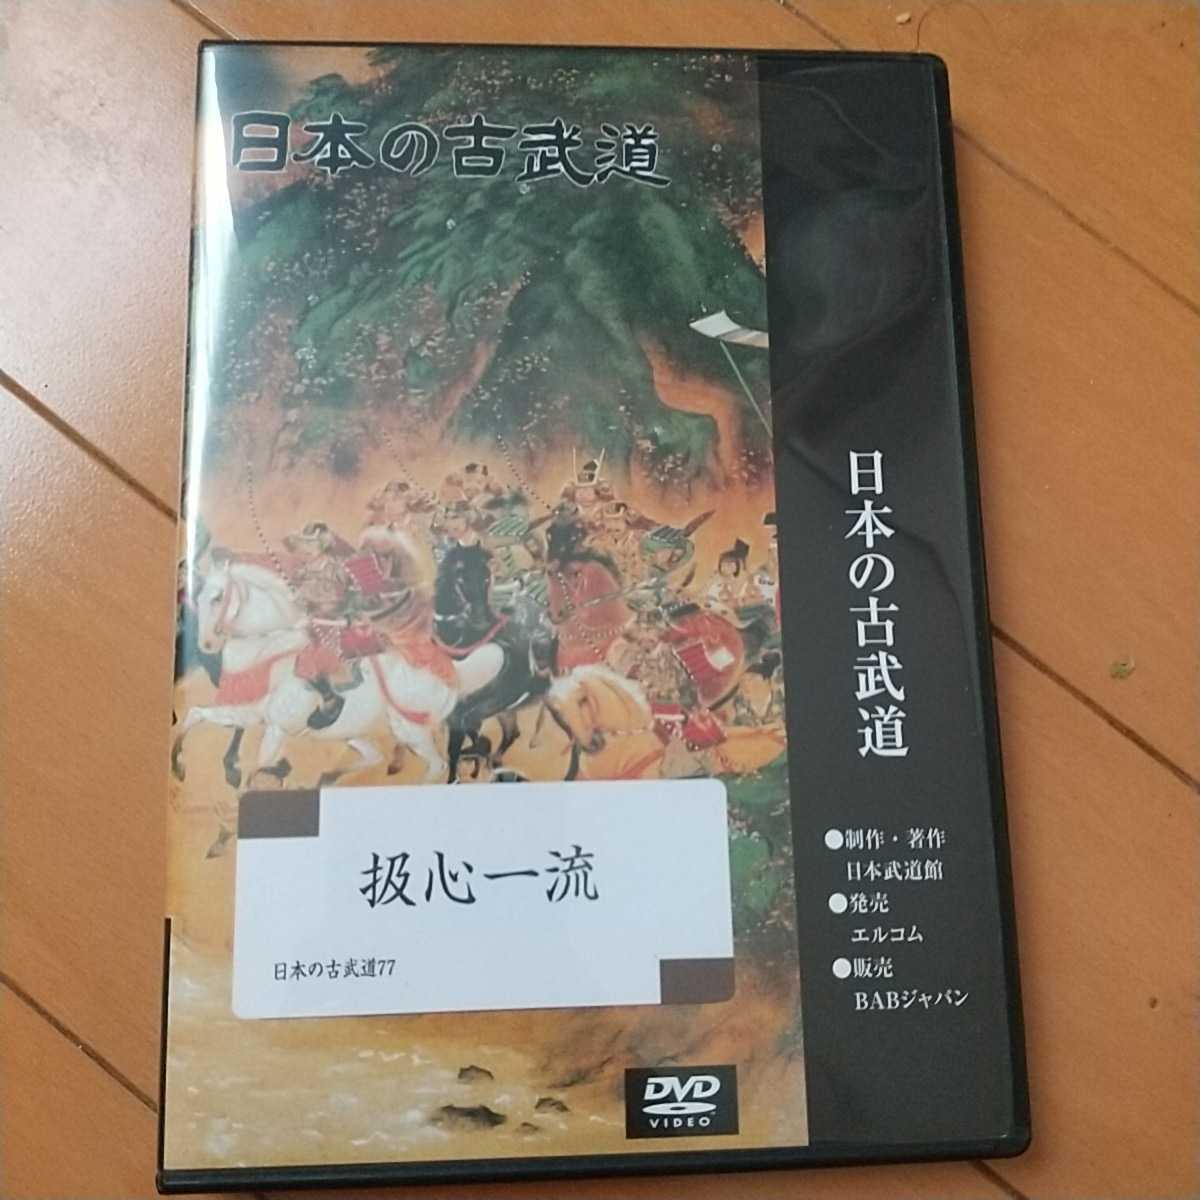 日本の古武道
日本の古武道
●制作・著作
日本武道館
●発売
エルコム
●販売
BABジャパン
扱心一流
日本の古武道77
DVD
VIDEO